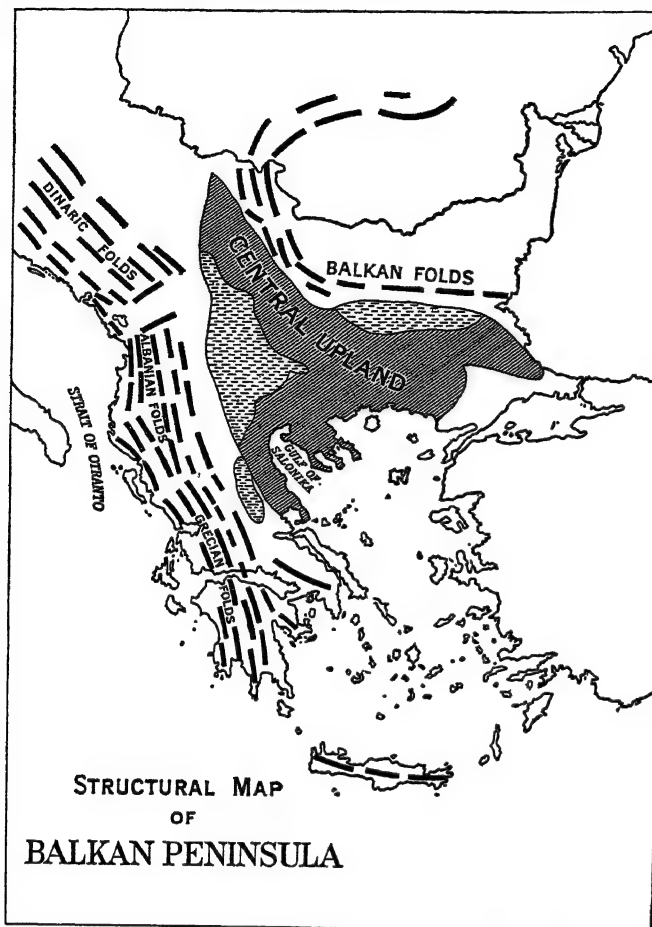 DINARIC FOLDS
BALKAN FOLDS
CENTRAL UPLAND
ALBANIAN FOLDS
STRAIT OF OTRANTO
GULF OF
SALONIKA
GRECIAN FOLDS
STRUCTURAL MAP
OF
BALKAN PENINSULA